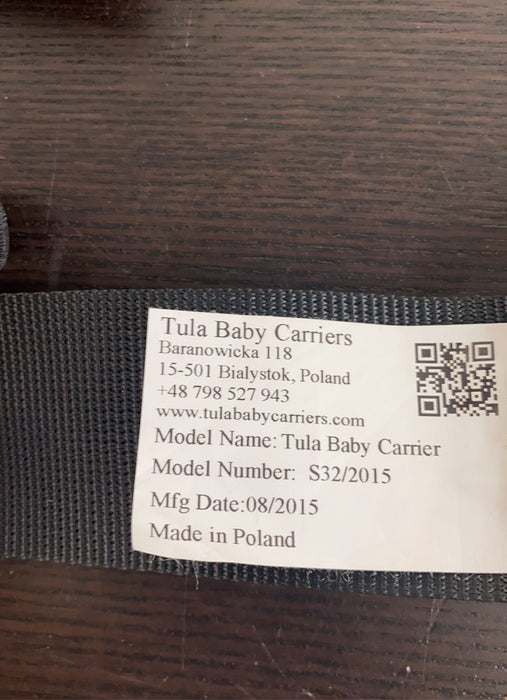 Tula Baby Carriers
Baranowicka 118
15-501 Bialystok, Poland
+48 798 527 943
www.tulababycarriers.com
Model Name: Tula Baby Carrier
Model Number: S32/2015
Mfg Date:08/2015
Made in Poland